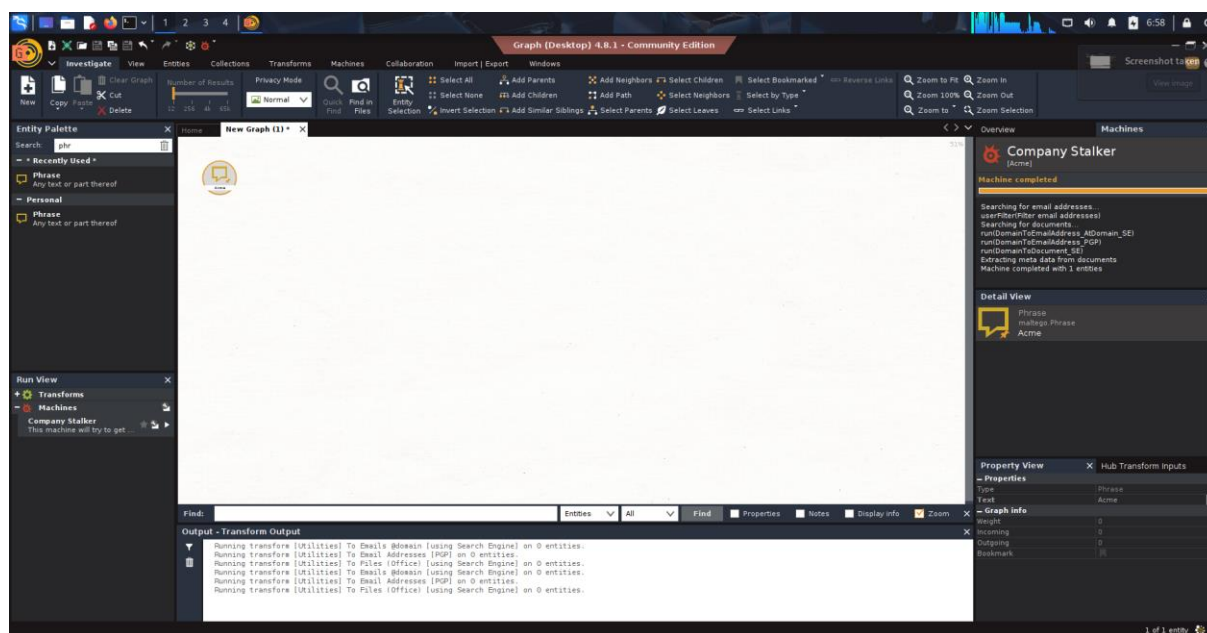 1 2 3 4
6:58
Graph (Desktop) 4.8.1 - Community Edition
Screenshot taken
View image
Investigate View Entities Collections Transforms Machines Collaboration Import | Export Windows
New
Copy Paste
Clear Graph
Cut
Delete
Number of Results
Privacy Mode
Normal
Quick Find
Find in Files
Entity Selection
Select All
Select None
Invert Selection
Add Parents
Add Children
Add Similar Siblings
Add Neighbors
Add Path
Select Parents
Select Children
Select Neighbors
Select Leaves
Select Bookmarked
Select by Type
Select Links
Reverse Links
Zoom to Fit
Zoom 100%
Zoom to
Zoom In
Zoom Out
Zoom Selection
Entity Palette
Search: phr
* Recently Used *
Phrase
Any text or part thereof
Personal
Phrase
Any text or part thereof
Run View
Transforms
Machines
Company Stalker
This machine will try to get ...
Home New Graph (1) *
Acme
Find: Entities All Find Properties Notes Display info Zoom
Output - Transform Output
Running transform [Utilities] To Emails @domain [using Search Engine] on 0 entities.
Running transform [Utilities] To Email Addresses [PGP] on 0 entities.
Running transform [Utilities] To Files (Office) [using Search Engine] on 0 entities.
Running transform [Utilities] To Emails @domain [using Search Engine] on 0 entities.
Running transform [Utilities] To Email Addresses [PGP] on 0 entities.
Running transform [Utilities] To Files (Office) [using Search Engine] on 0 entities.
Overview Machines
Company Stalker
[Acme]
Machine completed
Searching for email addresses...
userFilter(Filter email addresses)
Searching for documents...
run(DomainToEmailAddress_AtDomain_SE)
run(DomainToEmailAddress_PGP)
run(DomainToDocument_SE)
Extracting meta data from documents
Machine completed with 1 entities
Detail View
Phrase
maltego.Phrase
Acme
Property View Hub Transform Inputs
Properties
Type Phrase
Text Acme
Graph info
Weight 0
Incoming 0
Outgoing 0
Bookmark
1 of 1 entity